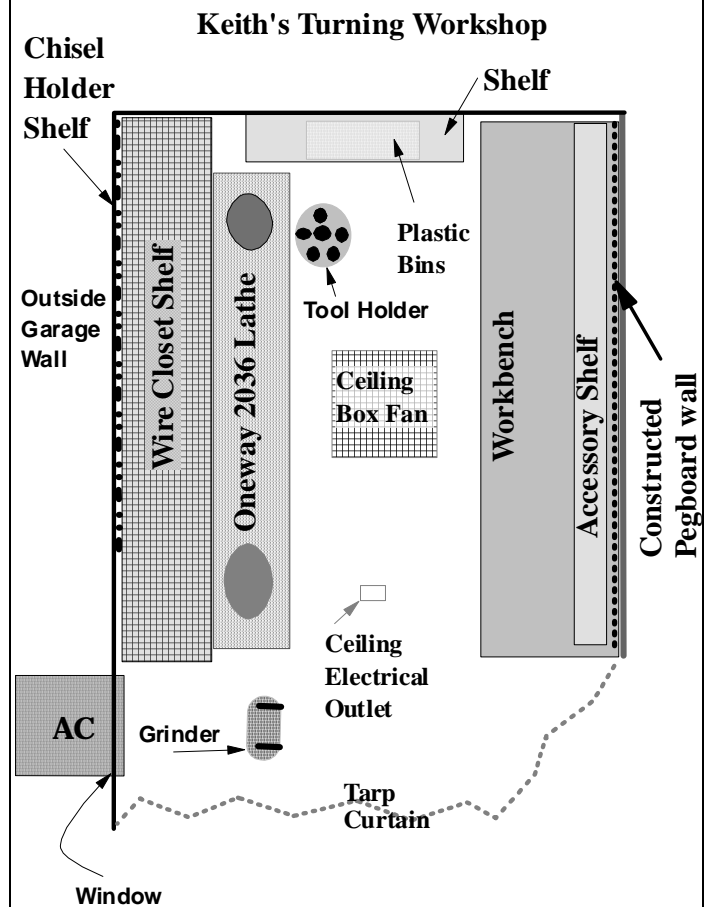 Keith's Turning Workshop
Chisel
Holder
Shelf
Shelf
Plastic
Bins
Tool Holder
Outside
Garage
Wall
Wire Closet Shelf
Oneway 2036 Lathe
Ceiling
Box Fan
Workbench
Accessory Shelf
Constructed
Pegboard wall
Ceiling
Electrical
Outlet
AC
Grinder
Tarp
Curtain
Window